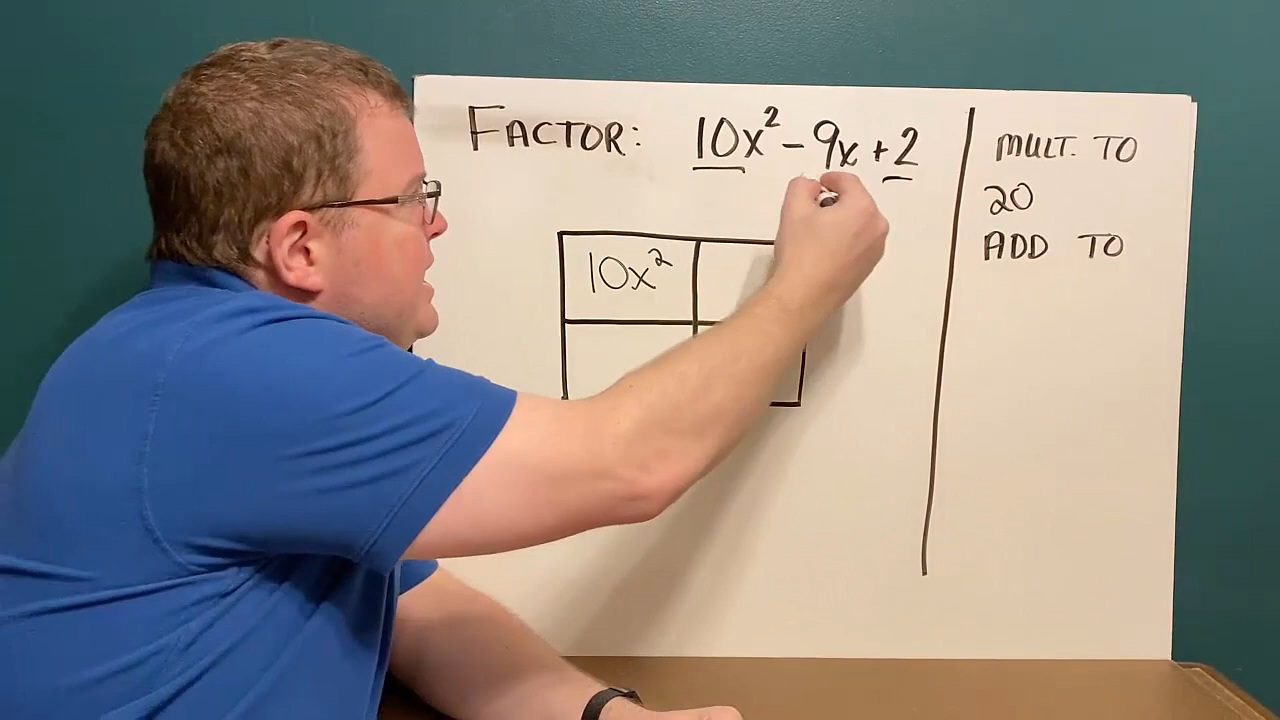 FACTOR: 10x² - 9x + 2
MULT. TO
20
ADD TO
10x²